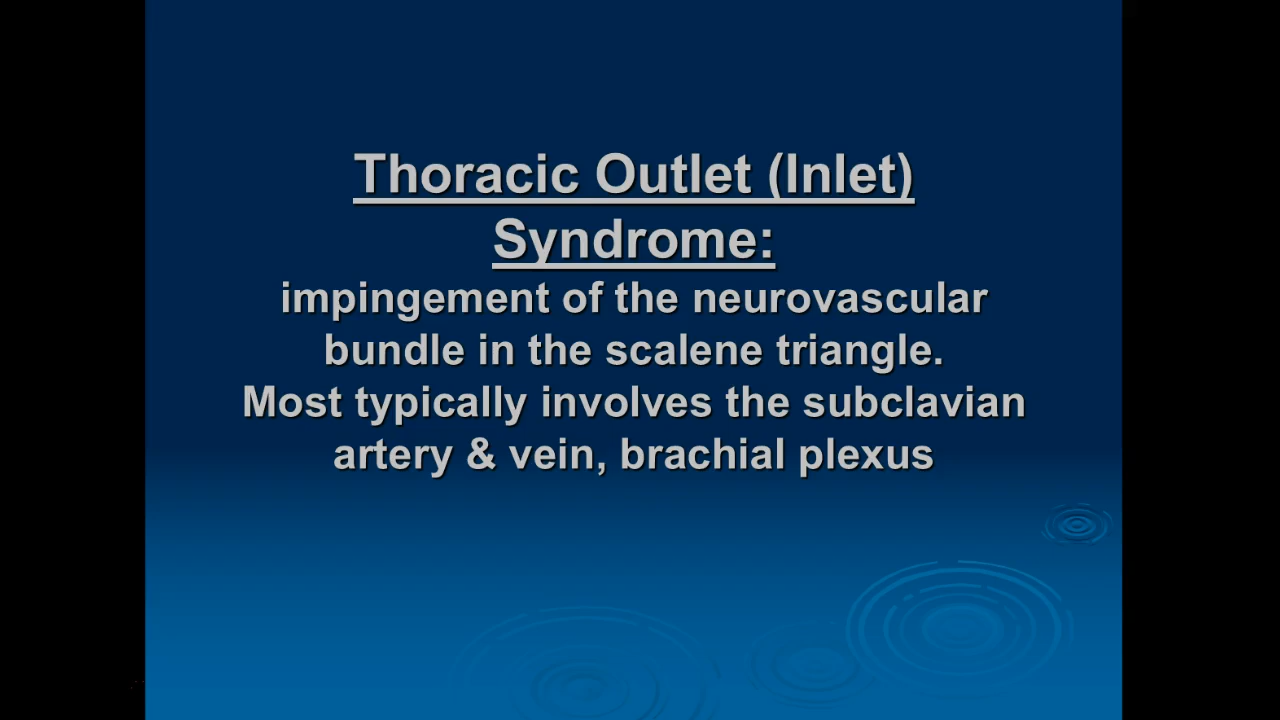 Thoracic Outlet (Inlet)
Syndrome:
impingement of the neurovascular
bundle in the scalene triangle.
Most typically involves the subclavian
artery & vein, brachial plexus